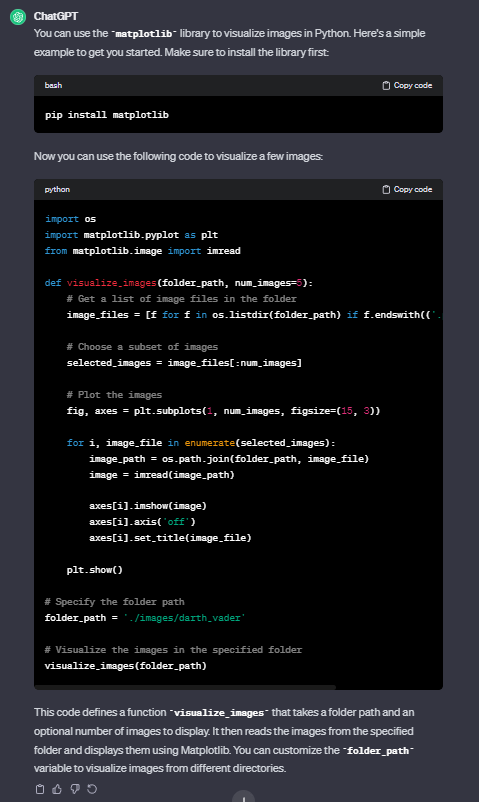 ChatGPT
You can use the `matplotlib` library to visualize images in Python. Here's a simple
example to get you started. Make sure to install the library first:
bash
Copy code
pip install matplotlib
Now you can use the following code to visualize a few images:
python
Copy code
import os
import matplotlib.pyplot as plt
from matplotlib.image import imread
def visualize_images(folder_path, num_images=5):
# Get a list of image files in the folder
image_files = [f for f in os.listdir(folder_path) if f.endswith(('.
# Choose a subset of images
selected_images = image_files[:num_images]
# Plot the images
fig, axes = plt.subplots(1, num_images, figsize=(15, 3))
for i, image_file in enumerate(selected_images):
image_path = os.path.join(folder_path, image_file)
image = imread(image_path)
axes[i].imshow(image)
axes[i].axis('off')
axes[i].set_title(image_file)
plt.show()
# Specify the folder path
folder_path = './images/darth_vader'
# Visualize the images in the specified folder
visualize_images(folder_path)
This code defines a function `visualize_images` that takes a folder path and an
optional number of images to display. It then reads the images from the specified
folder and displays them using Matplotlib. You can customize the `folder_path`
variable to visualize images from different directories.